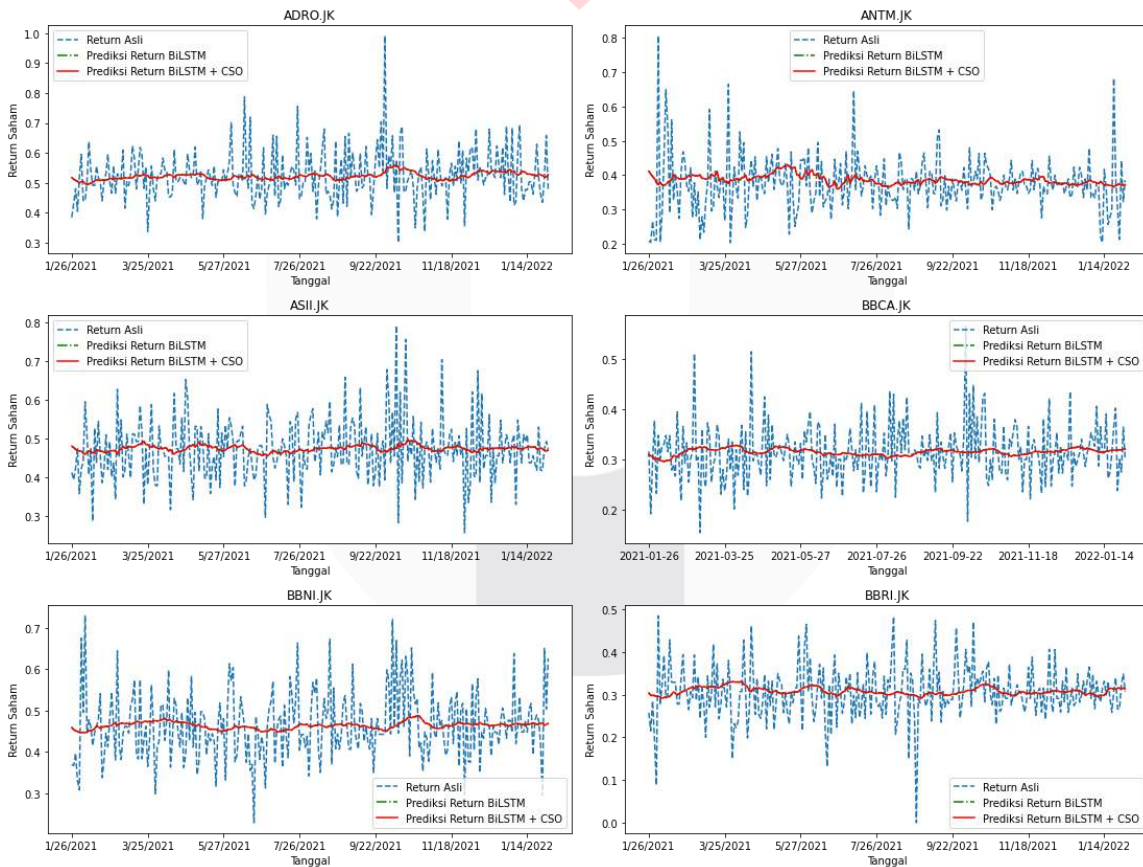 ADRO.JK
Return Saham
1.0
0.9
0.8
0.7
0.6
0.5
0.4
0.3
Return Asli
Prediksi Return BiLSTM
Prediksi Return BiLSTM + CSO
1/26/2021 3/25/2021 5/27/2021 7/26/2021 9/22/2021 11/18/2021 1/14/2022
Tanggal
ANTM.JK
Return Saham
0.8
0.7
0.6
0.5
0.4
0.3
0.2
Return Asli
Prediksi Return BiLSTM
Prediksi Return BiLSTM + CSO
1/26/2021 3/25/2021 5/27/2021 7/26/2021 9/22/2021 11/18/2021 1/14/2022
Tanggal
ASII.JK
Return Saham
0.8
0.7
0.6
0.5
0.4
0.3
Return Asli
Prediksi Return BiLSTM
Prediksi Return BiLSTM + CSO
1/26/2021 3/25/2021 5/27/2021 7/26/2021 9/22/2021 11/18/2021 1/14/2022
Tanggal
BBCA.JK
Return Saham
0.5
0.4
0.3
0.2
Return Asli
Prediksi Return BiLSTM
Prediksi Return BiLSTM + CSO
2021-01-26 2021-03-25 2021-05-27 2021-07-26 2021-09-22 2021-11-18 2022-01-14
Tanggal
BBNI.JK
Return Saham
0.7
0.6
0.5
0.4
0.3
Return Asli
Prediksi Return BiLSTM
Prediksi Return BiLSTM + CSO
1/26/2021 3/25/2021 5/27/2021 7/26/2021 9/22/2021 11/18/2021 1/14/2022
Tanggal
BBRI.JK
Return Saham
0.5
0.4
0.3
0.2
0.1
0.0
Return Asli
Prediksi Return BiLSTM
Prediksi Return BiLSTM + CSO
1/26/2021 3/25/2021 5/27/2021 7/26/2021 9/22/2021 11/18/2021 1/14/2022
Tanggal